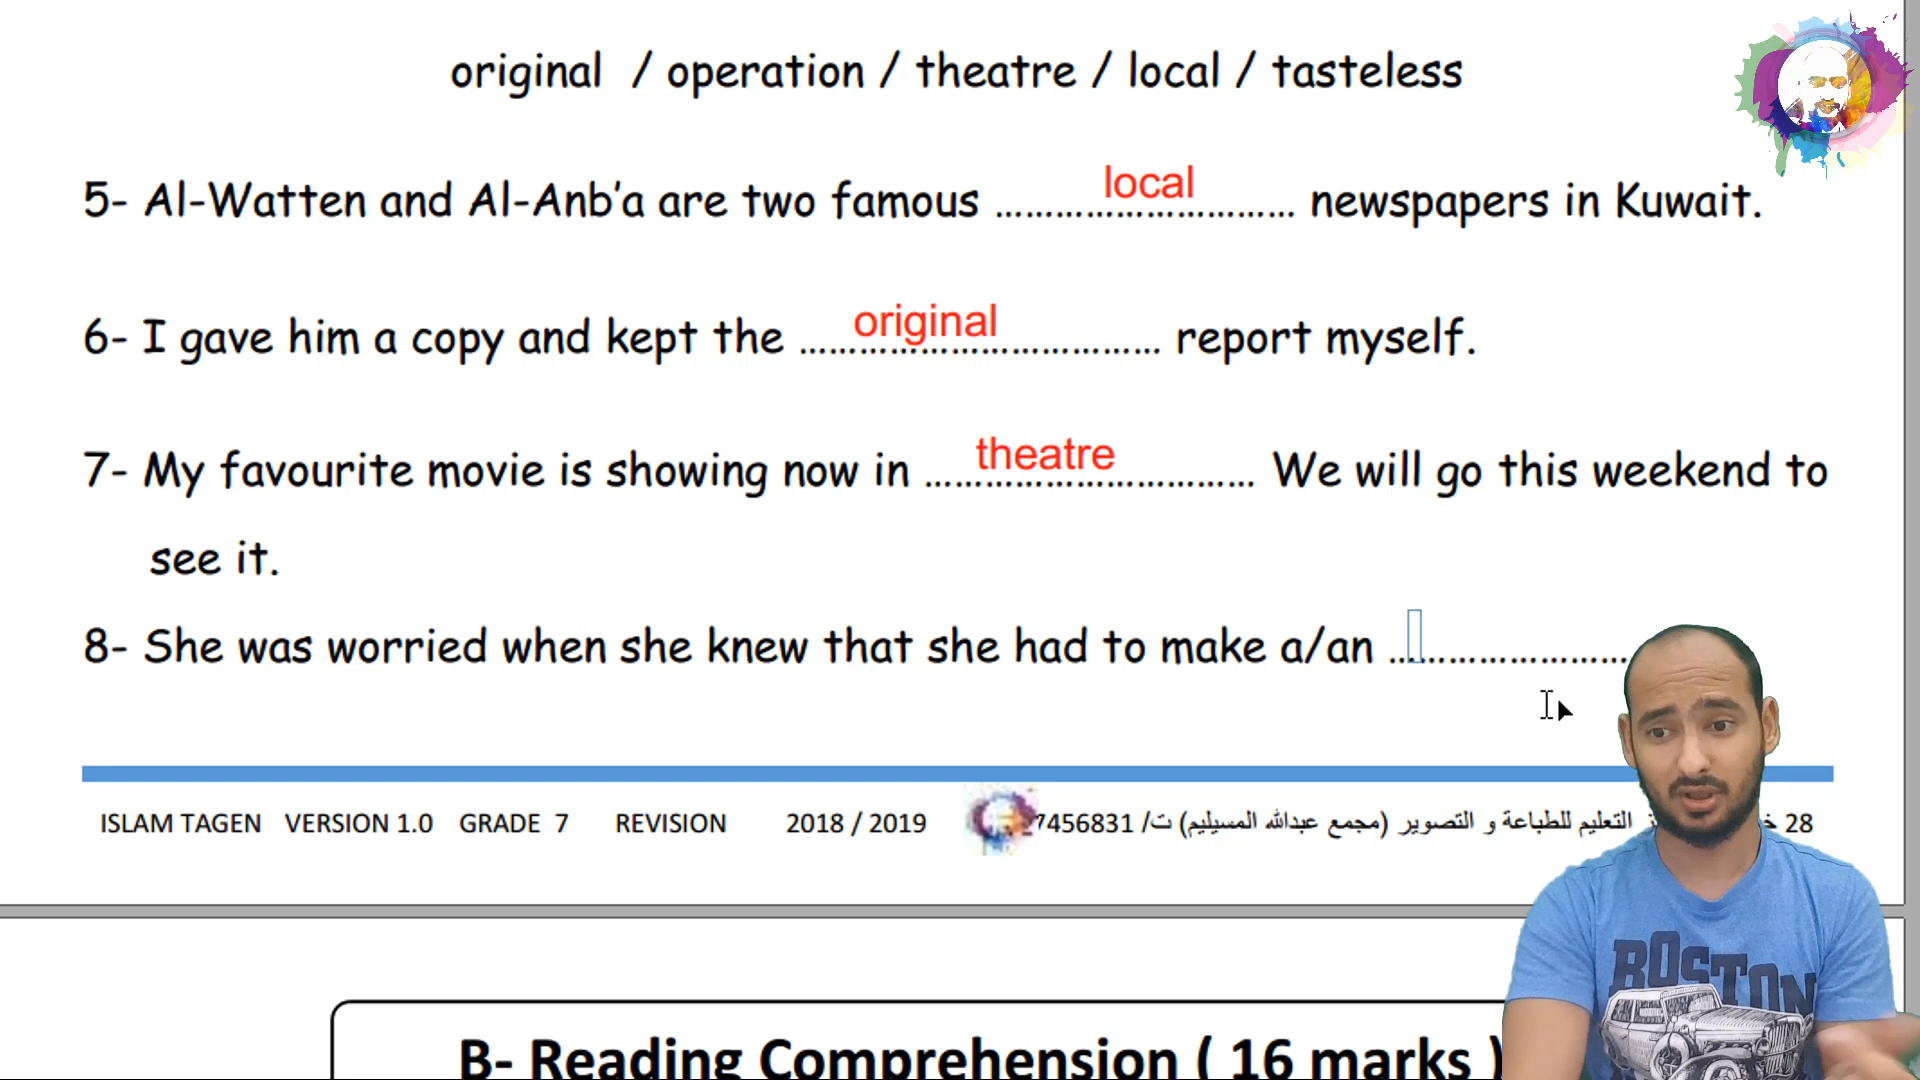 original / operation / theatre / local / tasteless
5- Al-Watten and Al-Anb'a are two famous ....local.... newspapers in Kuwait.
6- I gave him a copy and kept the ....original.... report myself.
7- My favourite movie is showing now in ....theatre.... We will go this weekend to
see it.
8- She was worried when she knew that she had to make a/an ..............
ISLAM TAGEN VERSION 1.0 GRADE 7 REVISION 2018 / 2019 التعليم للطباعة و التصوير (مجمع عبدالله المسيليم) ت/ 7456831 28
B- Reading Comprehension ( 16 marks )
BOSTON